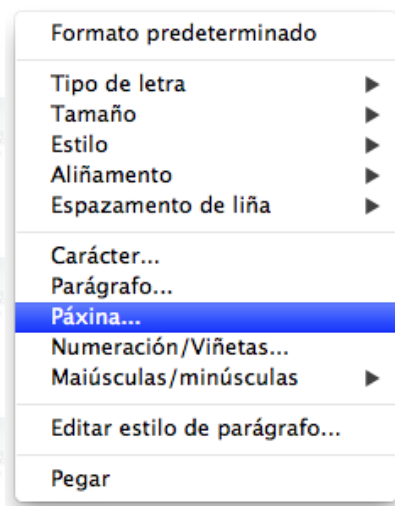 Formato predeterminado
Tipo de letra
Tamaño
Estilo
Aliñamento
Espazamento de liña
Carácter...
Parágrafo...
Páxina...
Numeración/Viñetas...
Maiúsculas/minúsculas
Editar estilo de parágrafo...
Pegar